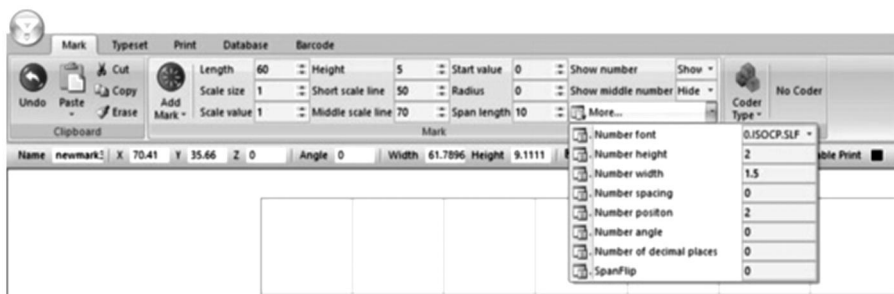 Mark Typeset Print Database Barcode
Undo Paste Cut Copy Erase
Clipboard
Add Mark
Length 60 Height 5 Start value 0 Show number Show
Scale size 1 Short scale line 50 Radius 0 Show middle number Hide
Scale value 1 Middle scale line 70 Span length 10 More...
Mark
Coder Type No Coder
Name newmark X 70.41 Y 35.66 Z 0 Angle 0 Width 61.7896 Height 9.1111 able Print
Number font 0.ISOCP.SLF
Number height 2
Number width 1.5
Number spacing 0
Number positon 2
Number angle 0
Number of decimal places 0
SpanFlip 0